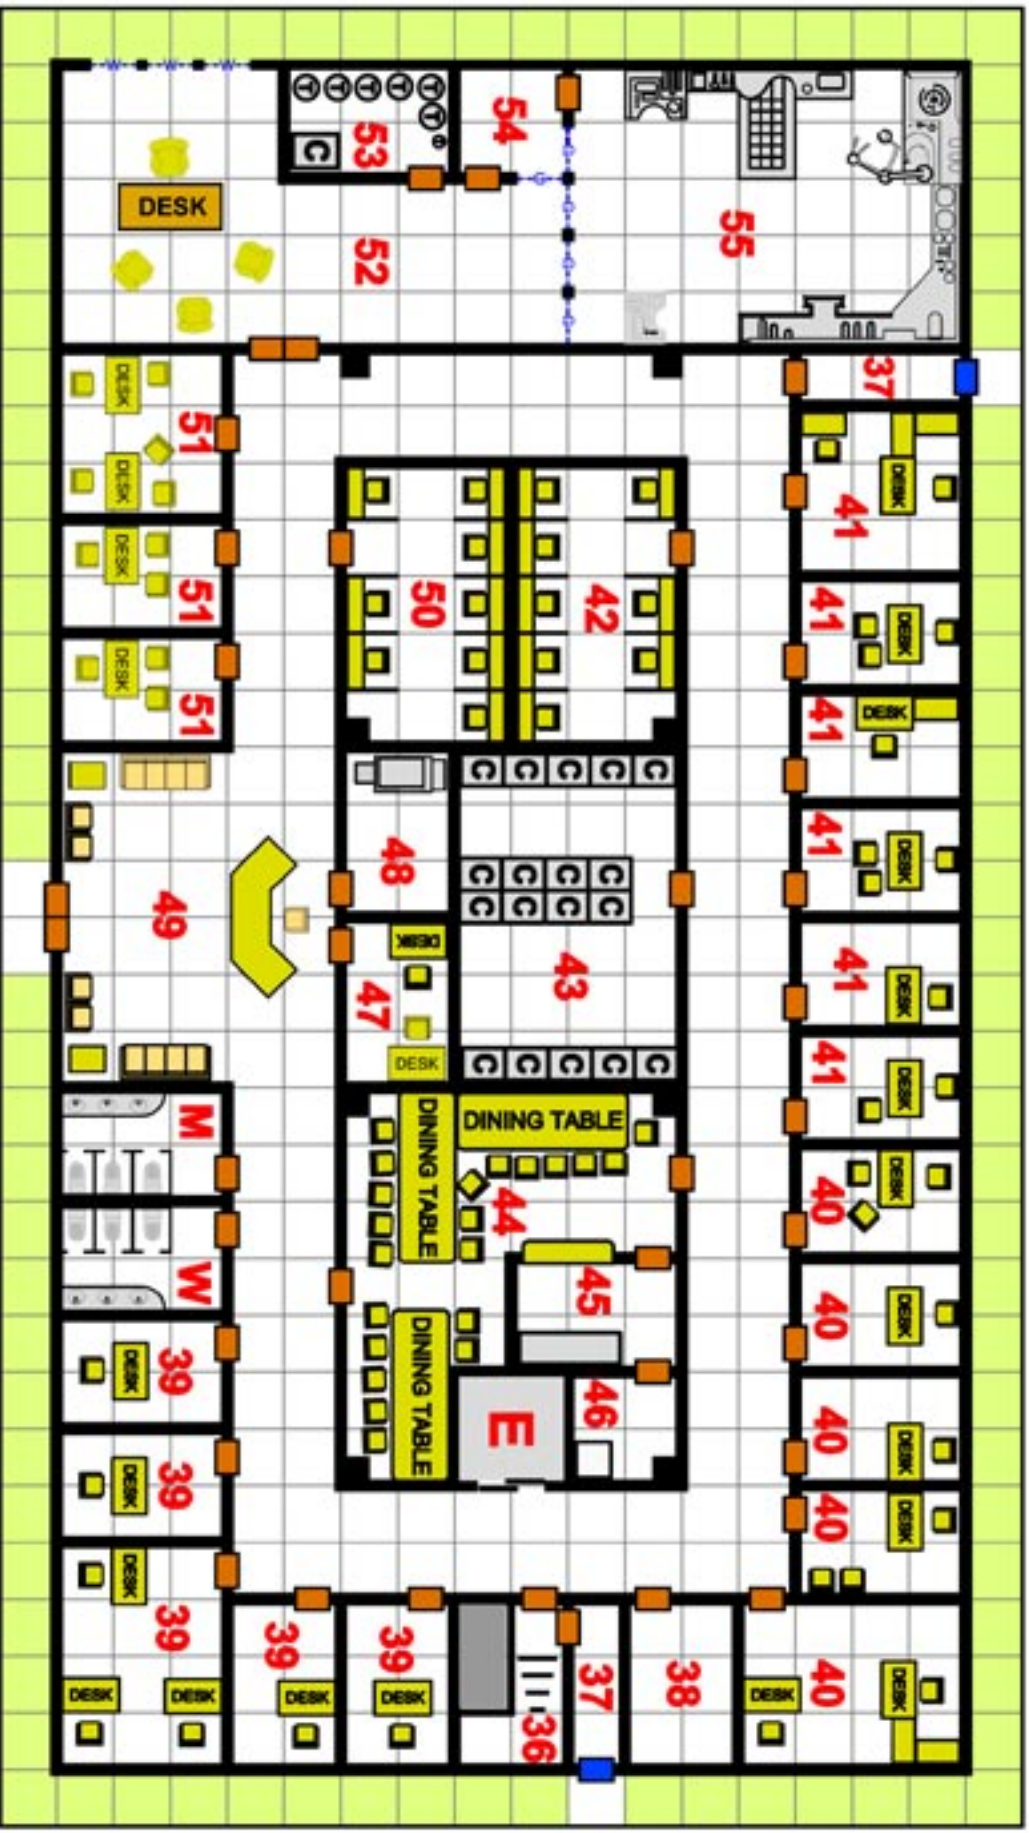 W W W
T T T T T
T
C
53
54
DESK
52
55
G
37
DESK
DESK
51
DESK
41
DESK
51
DESK
51
50
42
DESK
41
DESK
41
DESK
41
DESK
41
DESK
41
C C C C C
48
C C C C
C C C C
49
DESK
47
DESK
43
C C C C C
M
W
DINING TABLE
DINING TABLE
44
45
DINING TABLE
E
46
DESK
40
DESK
40
DESK
40
DESK
40
39
DESK
39
DESK
DESK
39
DESK
DESK
39
DESK
39
DESK
36
37
38
40
DESK
DESK